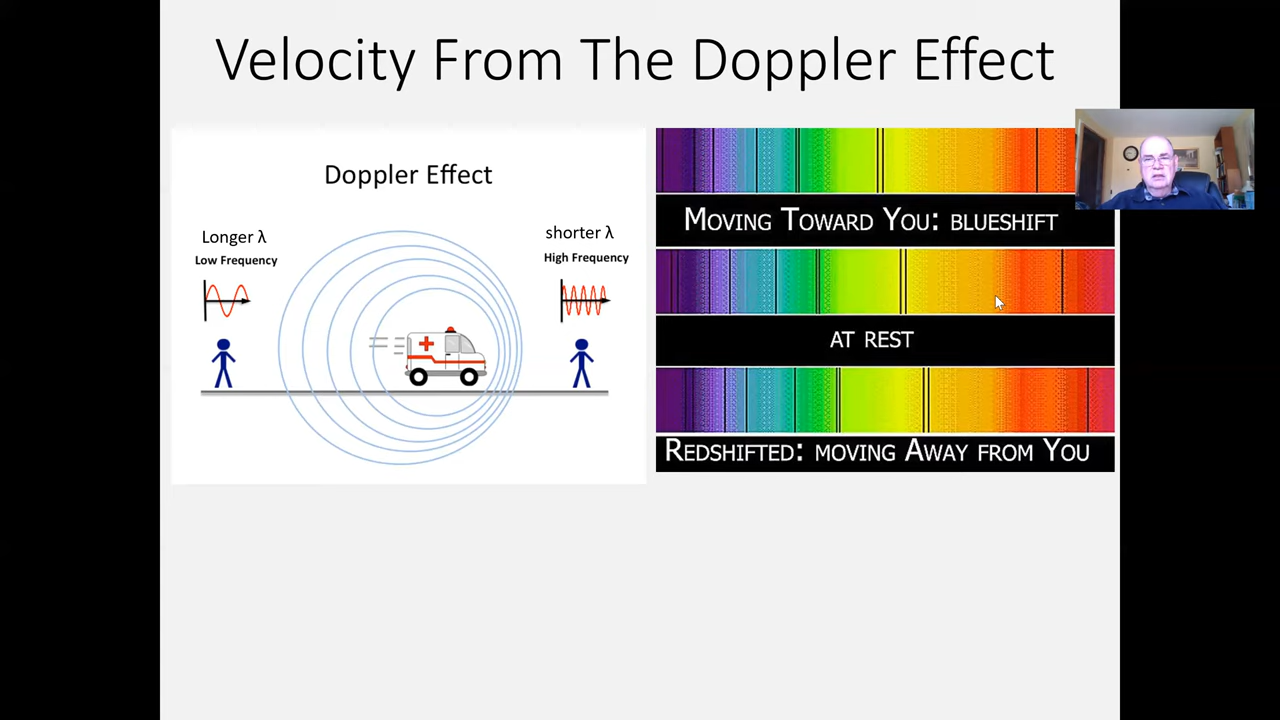 Velocity From The Doppler Effect
Doppler Effect
Longer λ
Low Frequency
shorter λ
High Frequency
MOVING TOWARD YOU: BLUESHIFT
AT REST
REDSHIFTED: MOVING AWAY FROM YOU